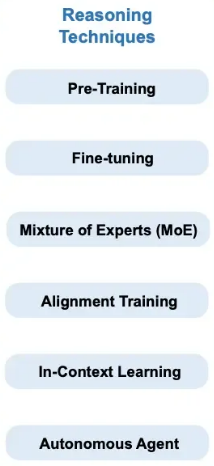 Reasoning
Techniques
Pre-Training
Fine-tuning
Mixture of Experts (MoE)
Alignment Training
In-Context Learning
Autonomous Agent